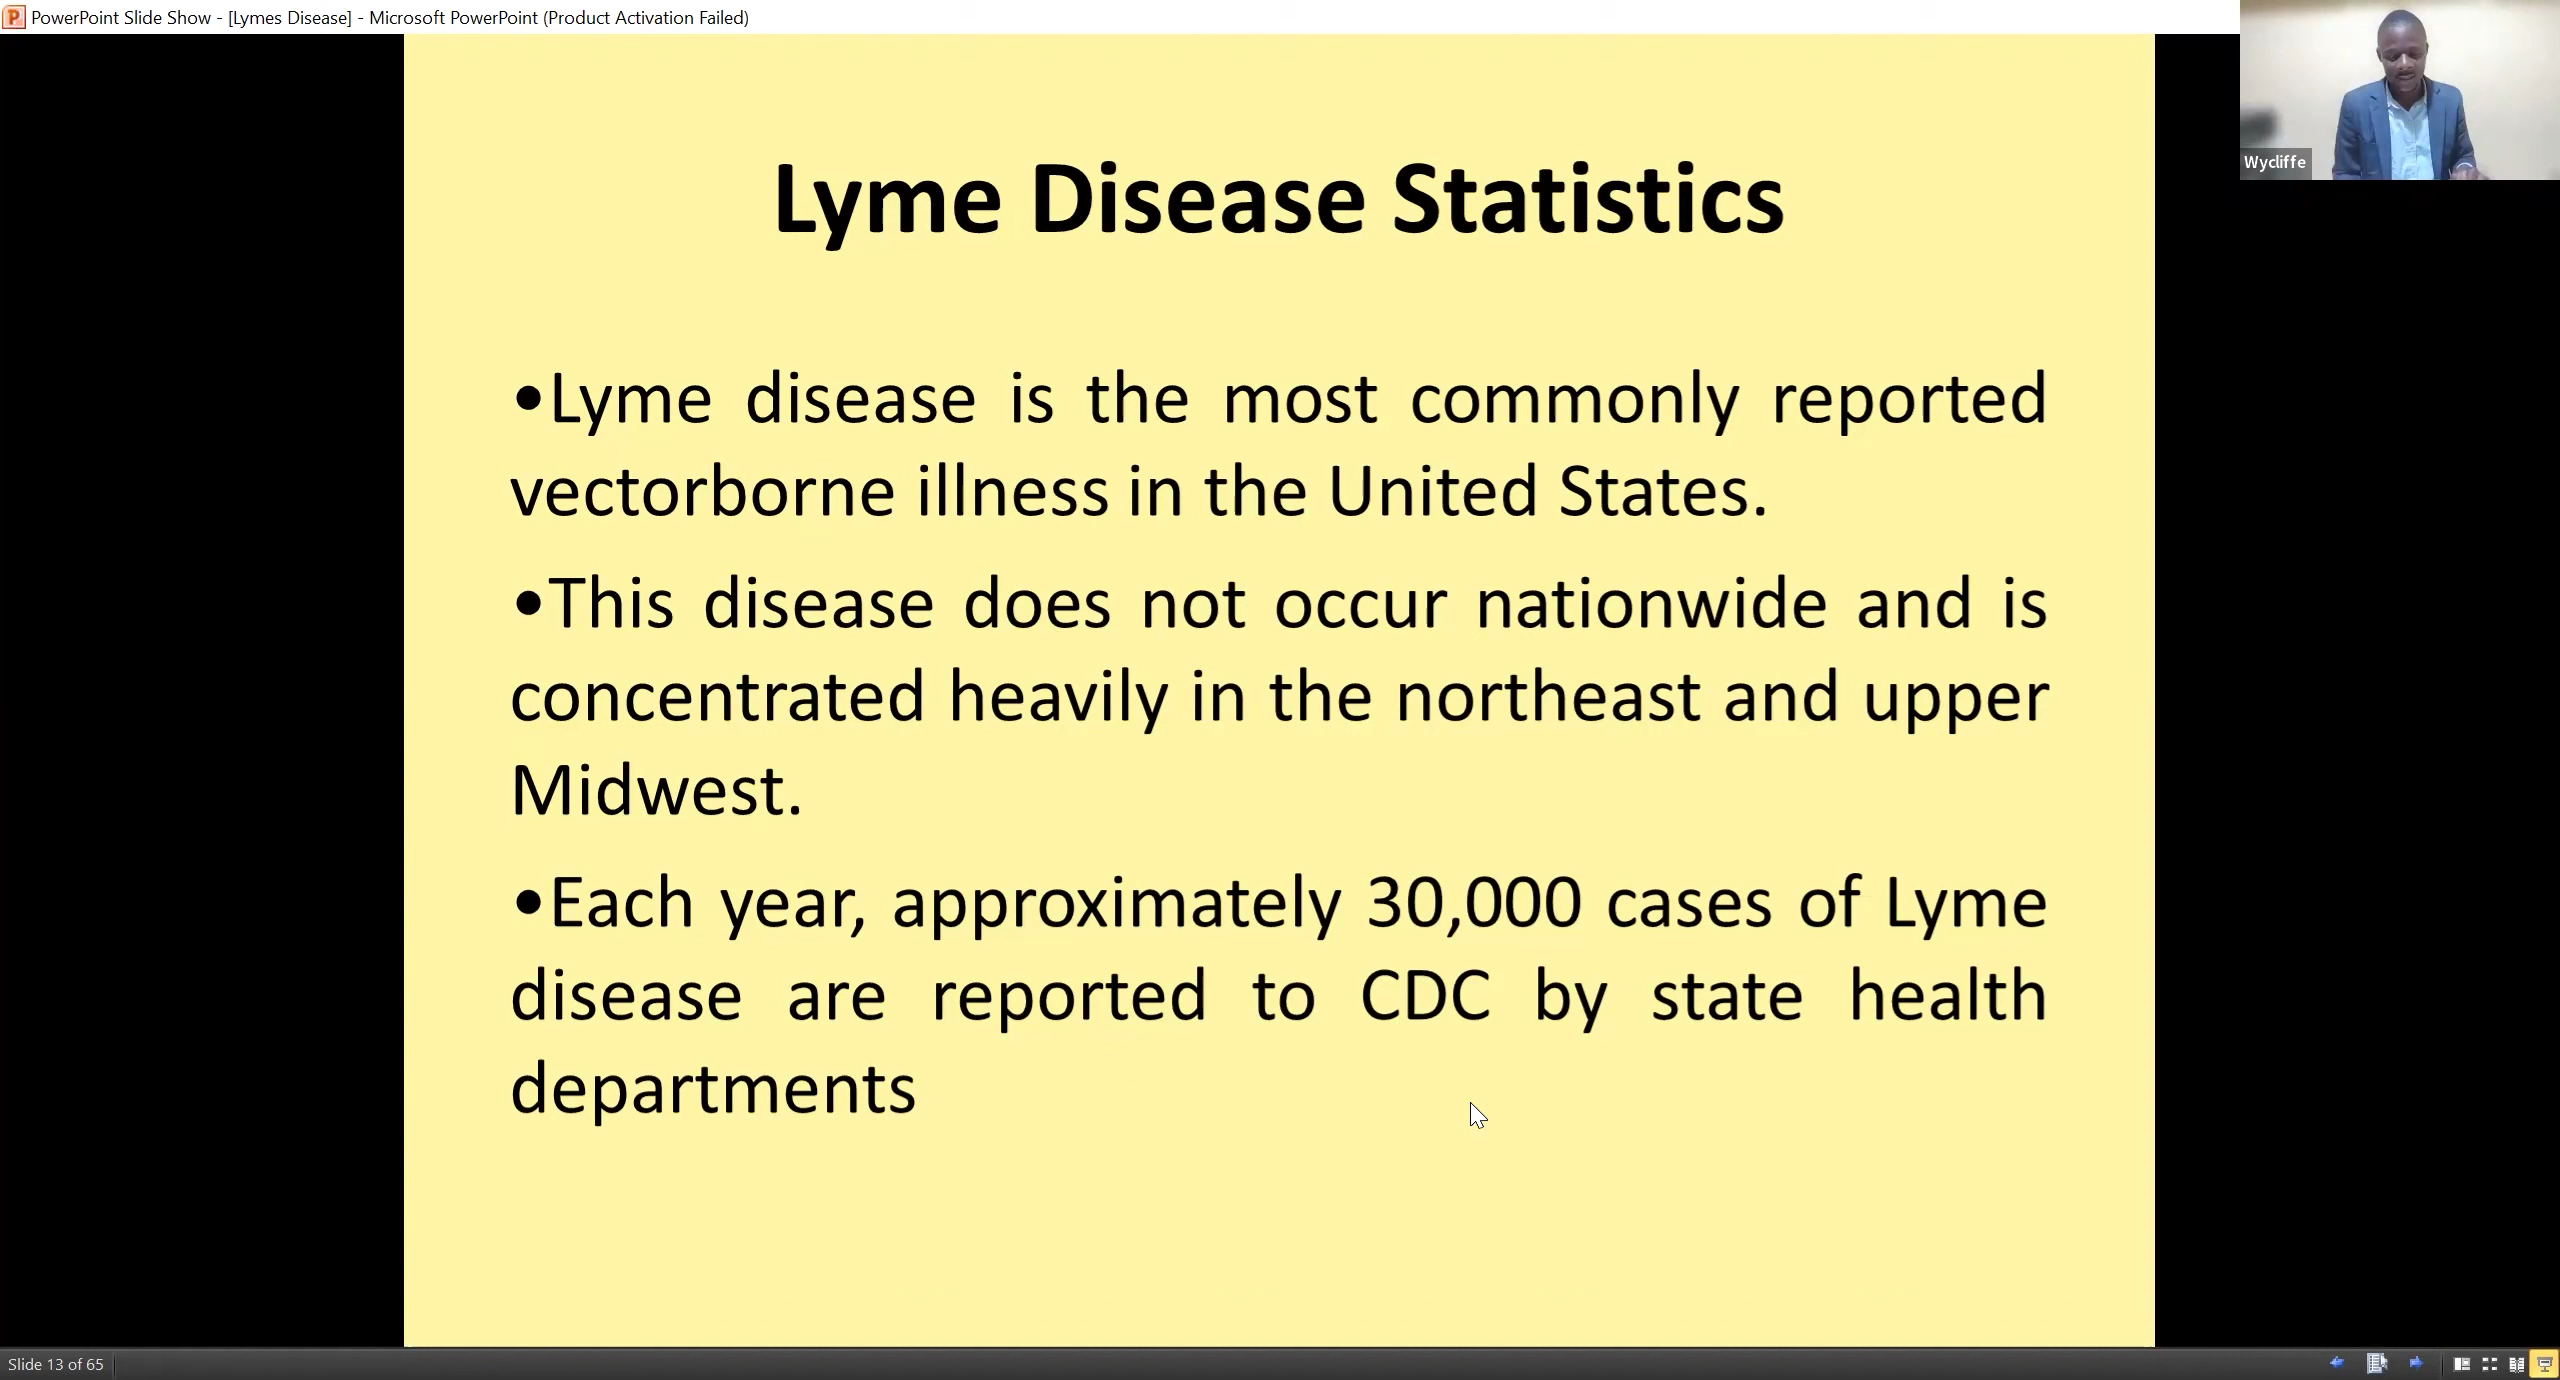 PowerPoint Slide Show - [Lymes Disease] - Microsoft PowerPoint (Product Activation Failed)
Wycliffe
Lyme Disease Statistics
•Lyme disease is the most commonly reported
vectorborne illness in the United States.
•This disease does not occur nationwide and is
concentrated heavily in the northeast and upper
Midwest.
•Each year, approximately 30,000 cases of Lyme
disease are reported to CDC by state health
departments
Slide 13 of 65